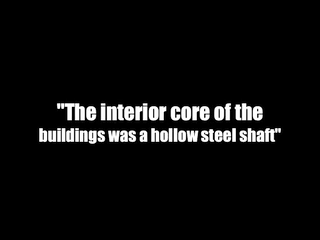 "The interior core of the
buildings was a hollow steel shaft"